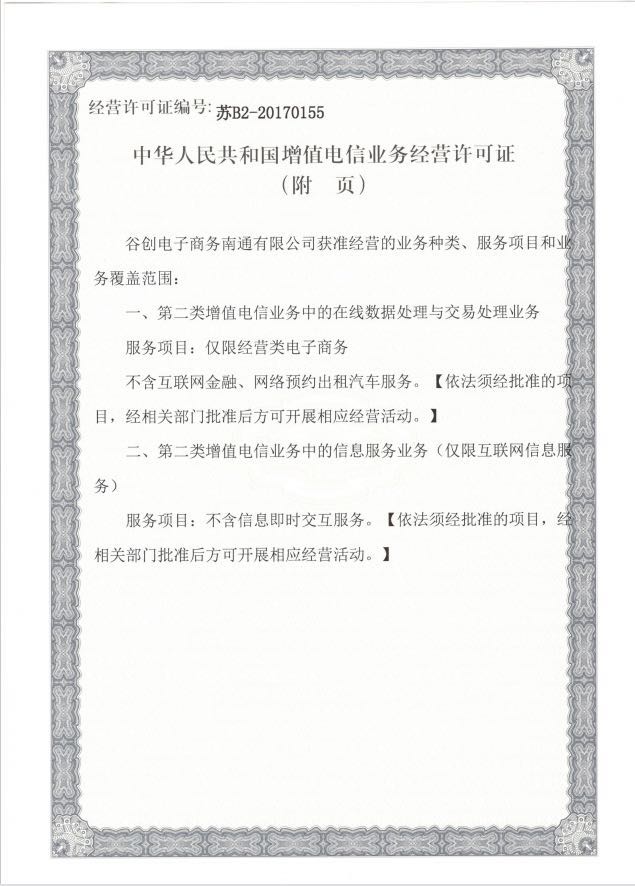 经营许可证编号: 苏B2-20170155
中华人民共和国增值电信业务经营许可证
（附 页）
谷创电子商务南通有限公司获准经营的业务种类、服务项目和业
务覆盖范围：
一、第二类增值电信业务中的在线数据处理与交易处理业务
服务项目：仅限经营类电子商务
不含互联网金融、网络预约出租汽车服务。【依法须经批准的项
目，经相关部门批准后方可开展相应经营活动。】
二、第二类增值电信业务中的信息服务业务（仅限互联网信息服
务）
服务项目：不含信息即时交互服务。【依法须经批准的项目，经
相关部门批准后方可开展相应经营活动。】